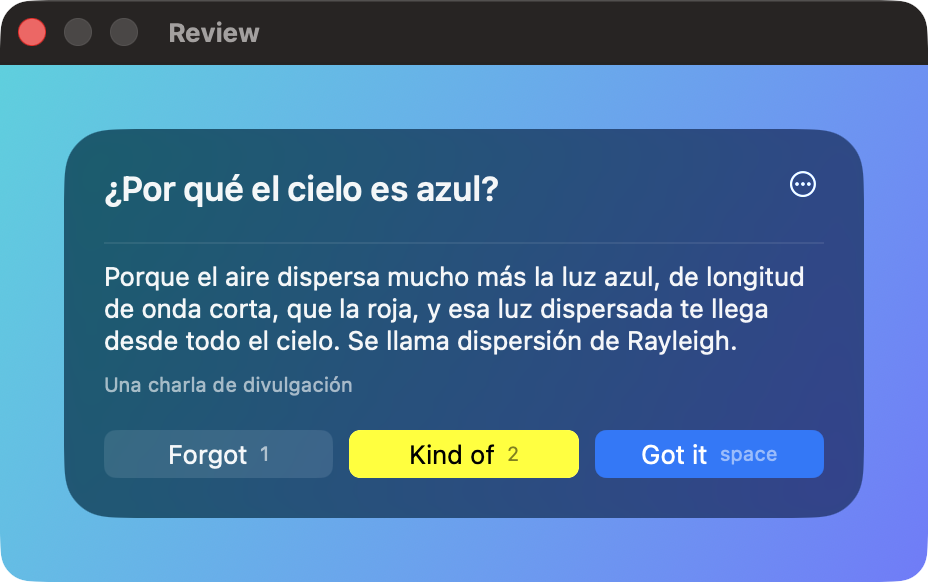 Review
¿Por qué el cielo es azul?
Porque el aire dispersa mucho más la luz azul, de longitud
de onda corta, que la roja, y esa luz dispersada te llega
desde todo el cielo. Se llama dispersión de Rayleigh.
Una charla de divulgación
Forgot 1
Kind of 2
Got it space